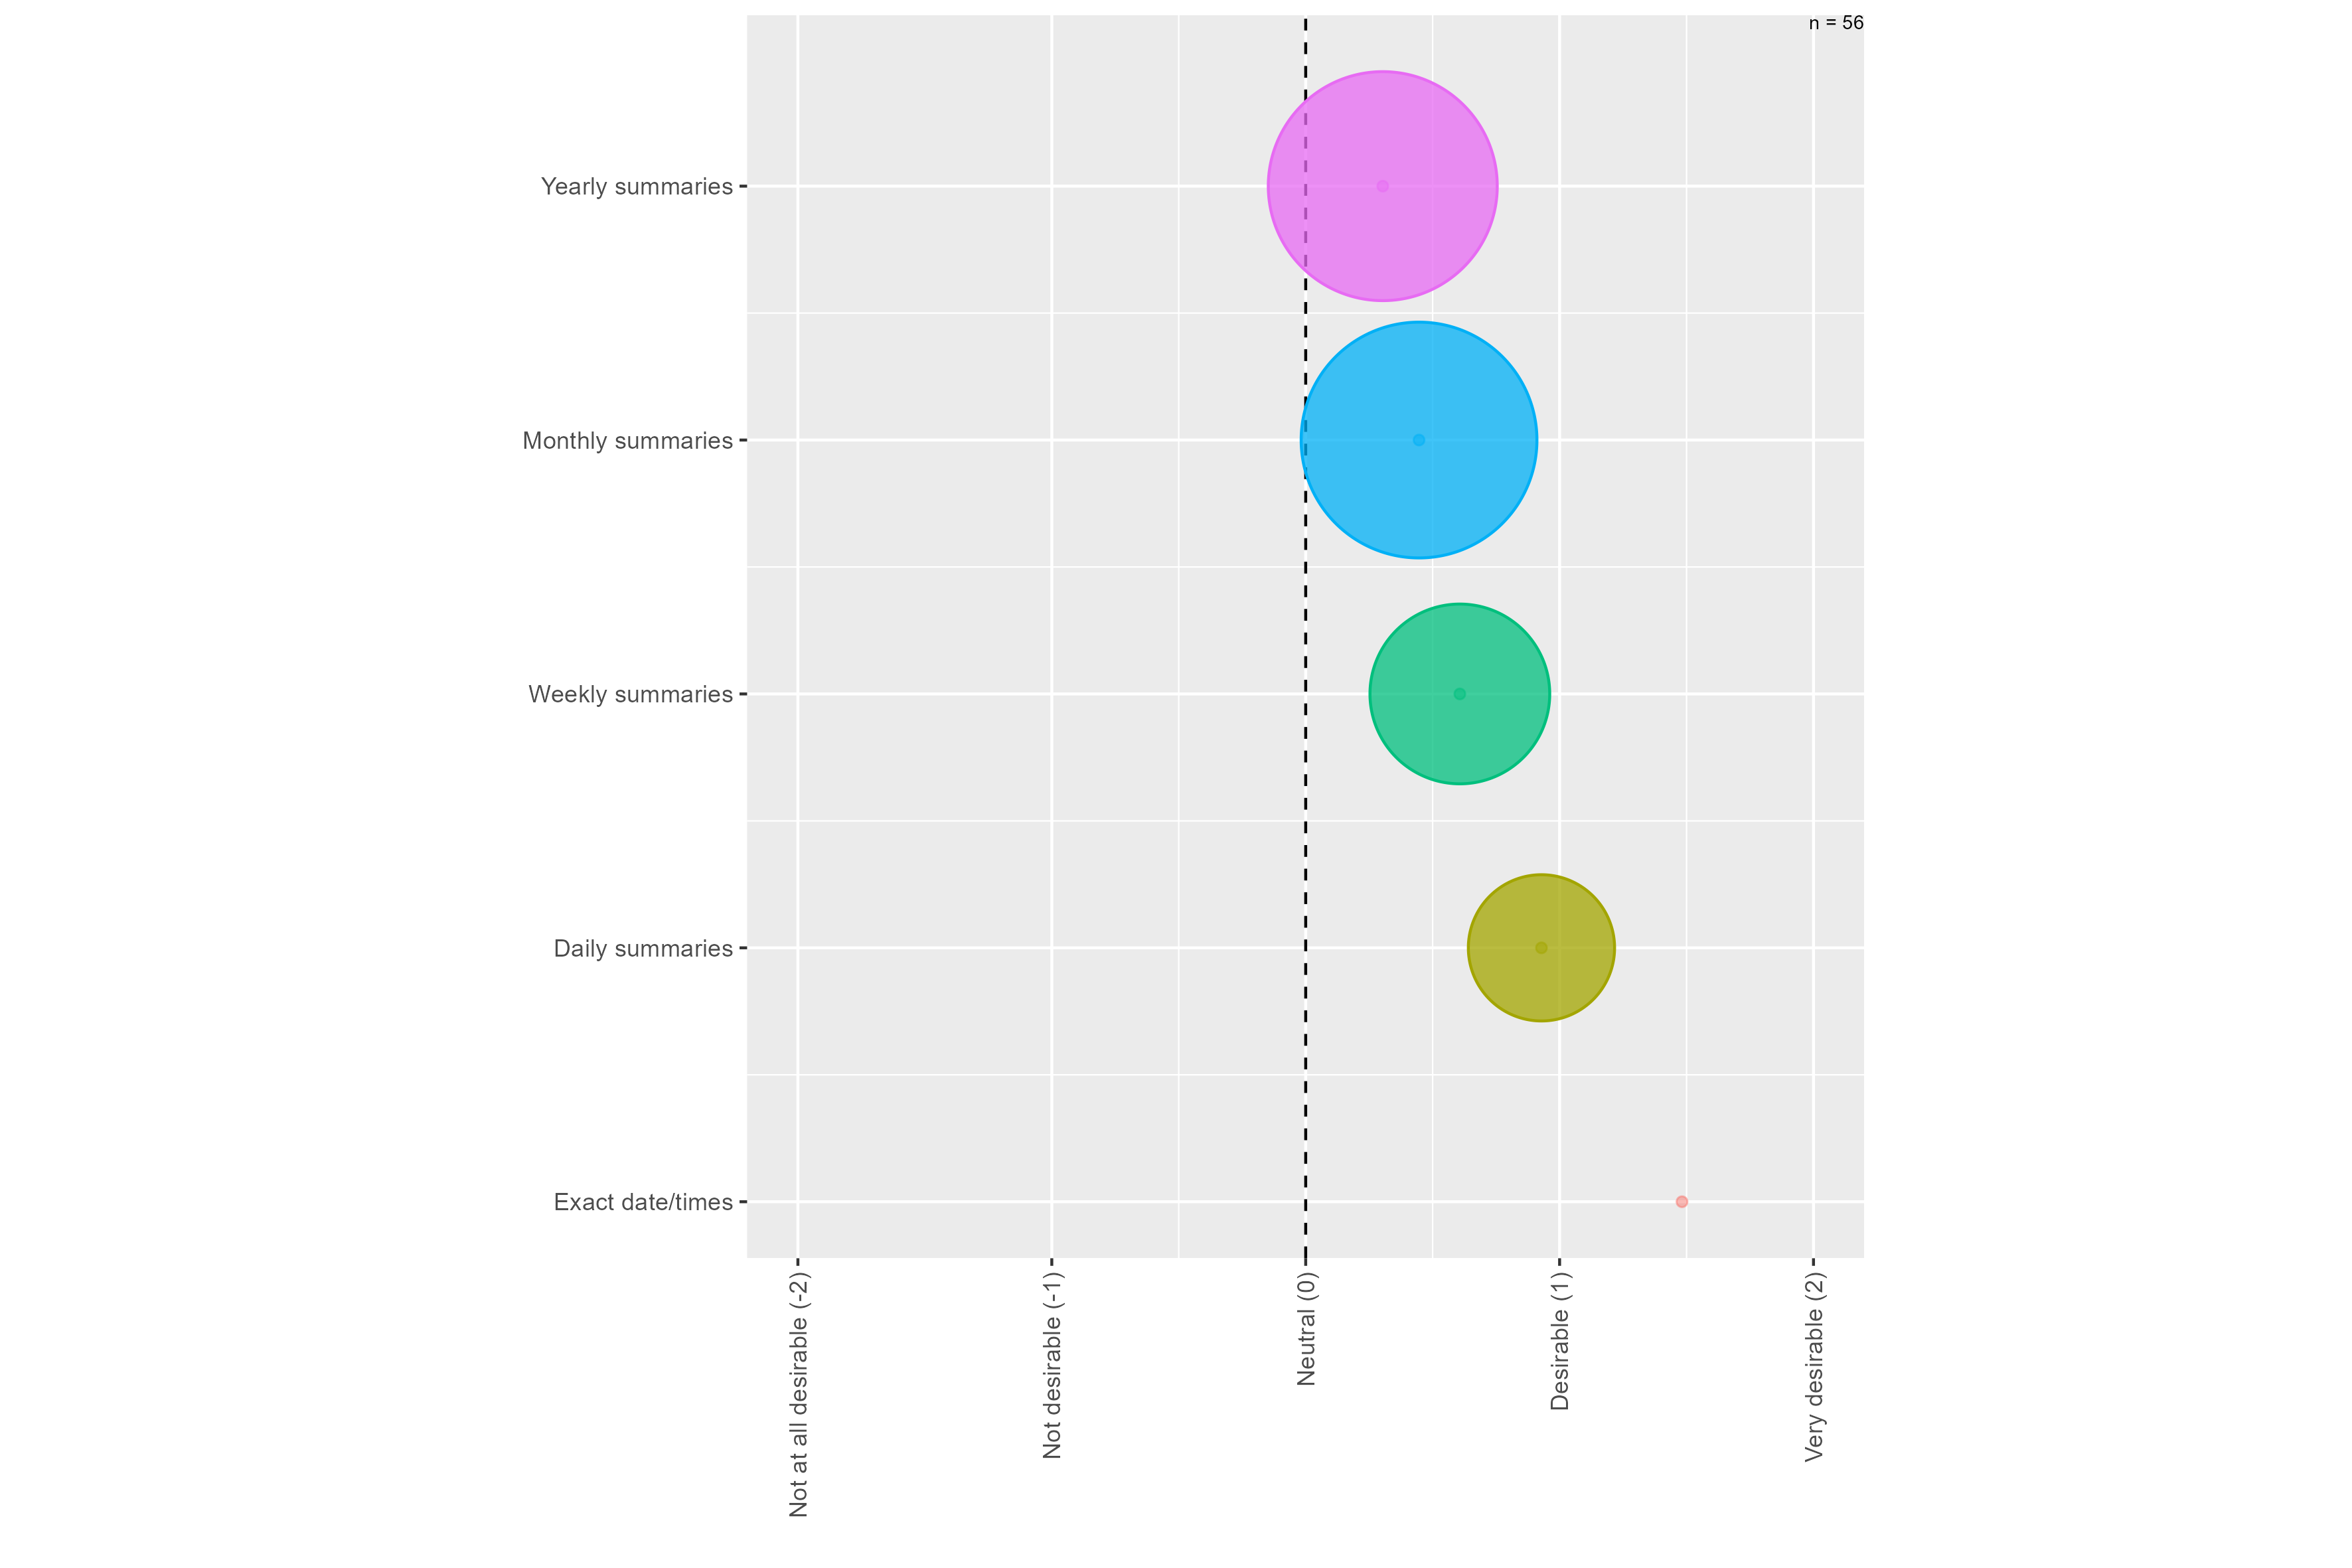 n = 56
Yearly summaries
Monthly summaries
Weekly summaries
Daily summaries
Exact date/times
Not at all desirable (-2)
Not desirable (-1)
Neutral (0)
Desirable (1)
Very desirable (2)